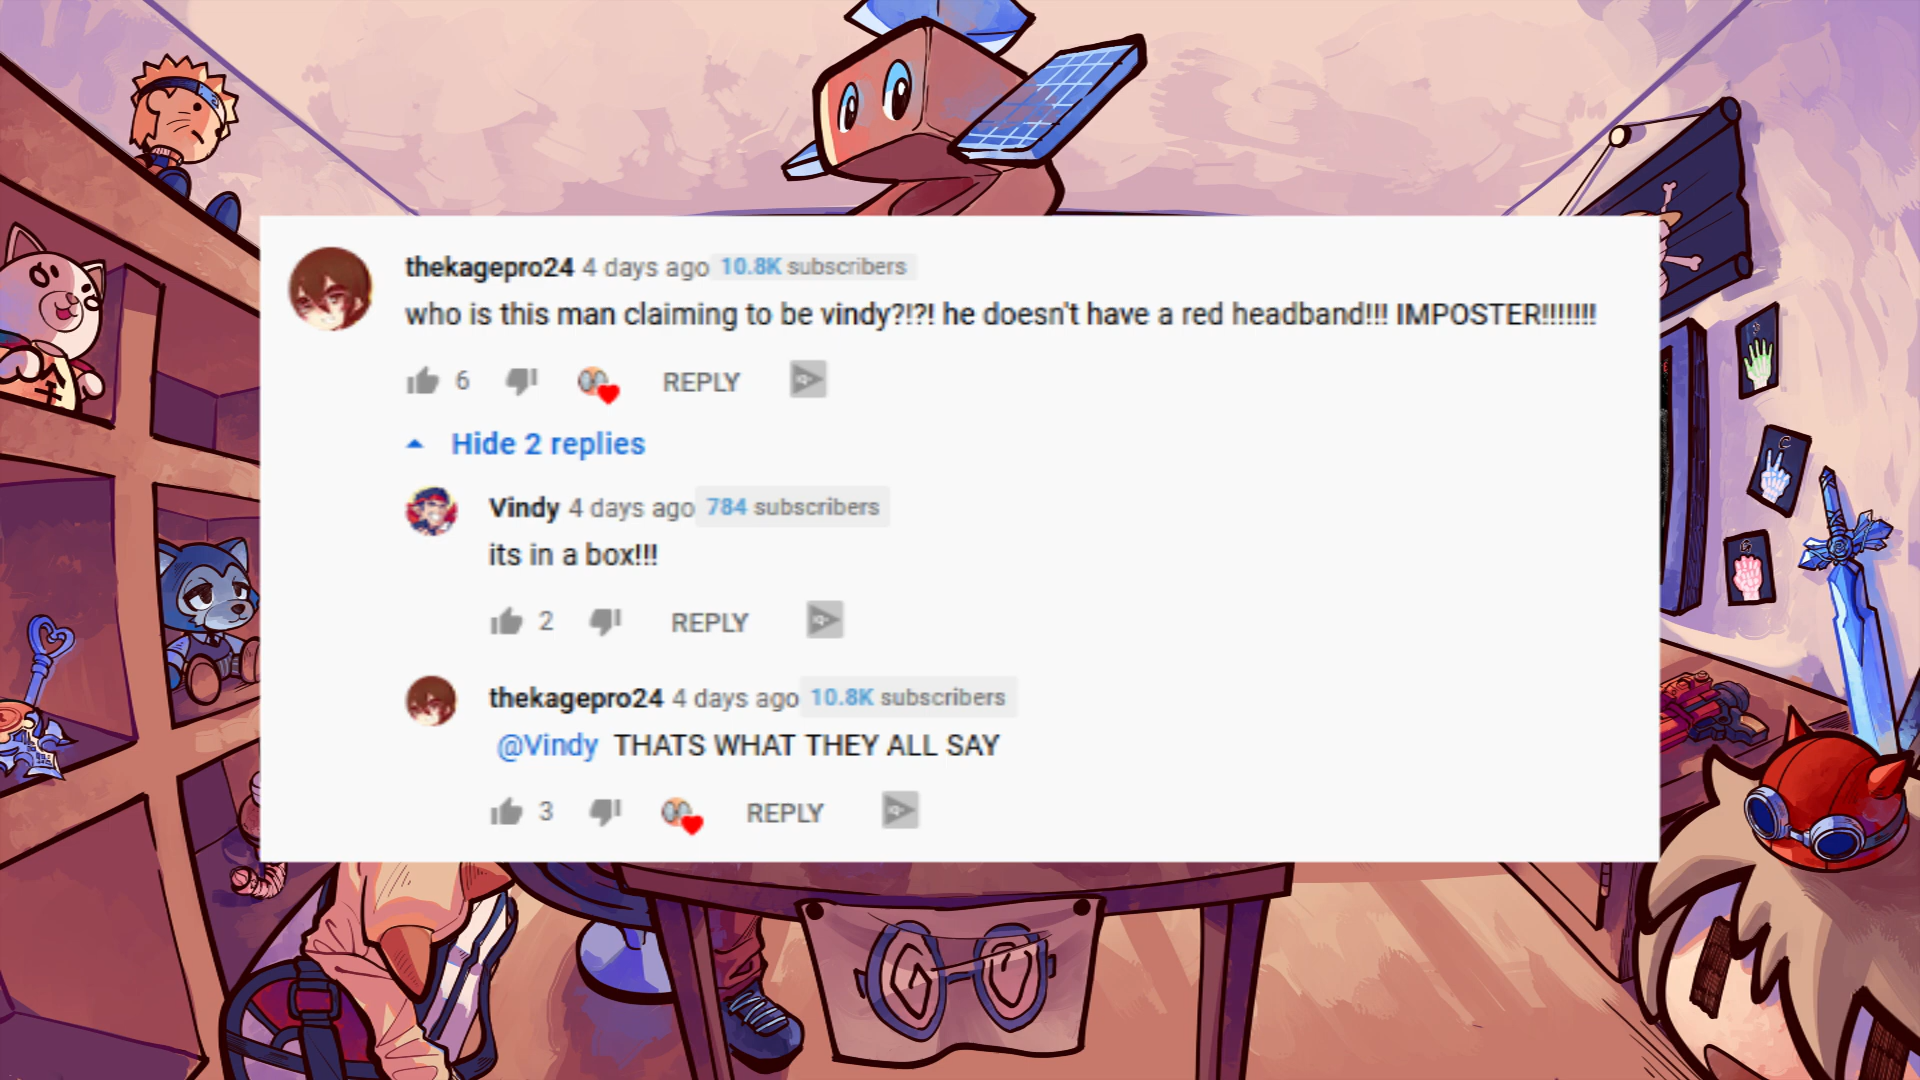 thekagepro24 4 days ago 10.8K subscribers
who is this man claiming to be vindy?!?! he doesn't have a red headband!!! IMPOSTER!!!!!!!
6 REPLY
Hide 2 replies
Vindy 4 days ago 784 subscribers
its in a box!!!
2 REPLY
thekagepro24 4 days ago 10.8K subscribers
@Vindy THATS WHAT THEY ALL SAY
3 REPLY